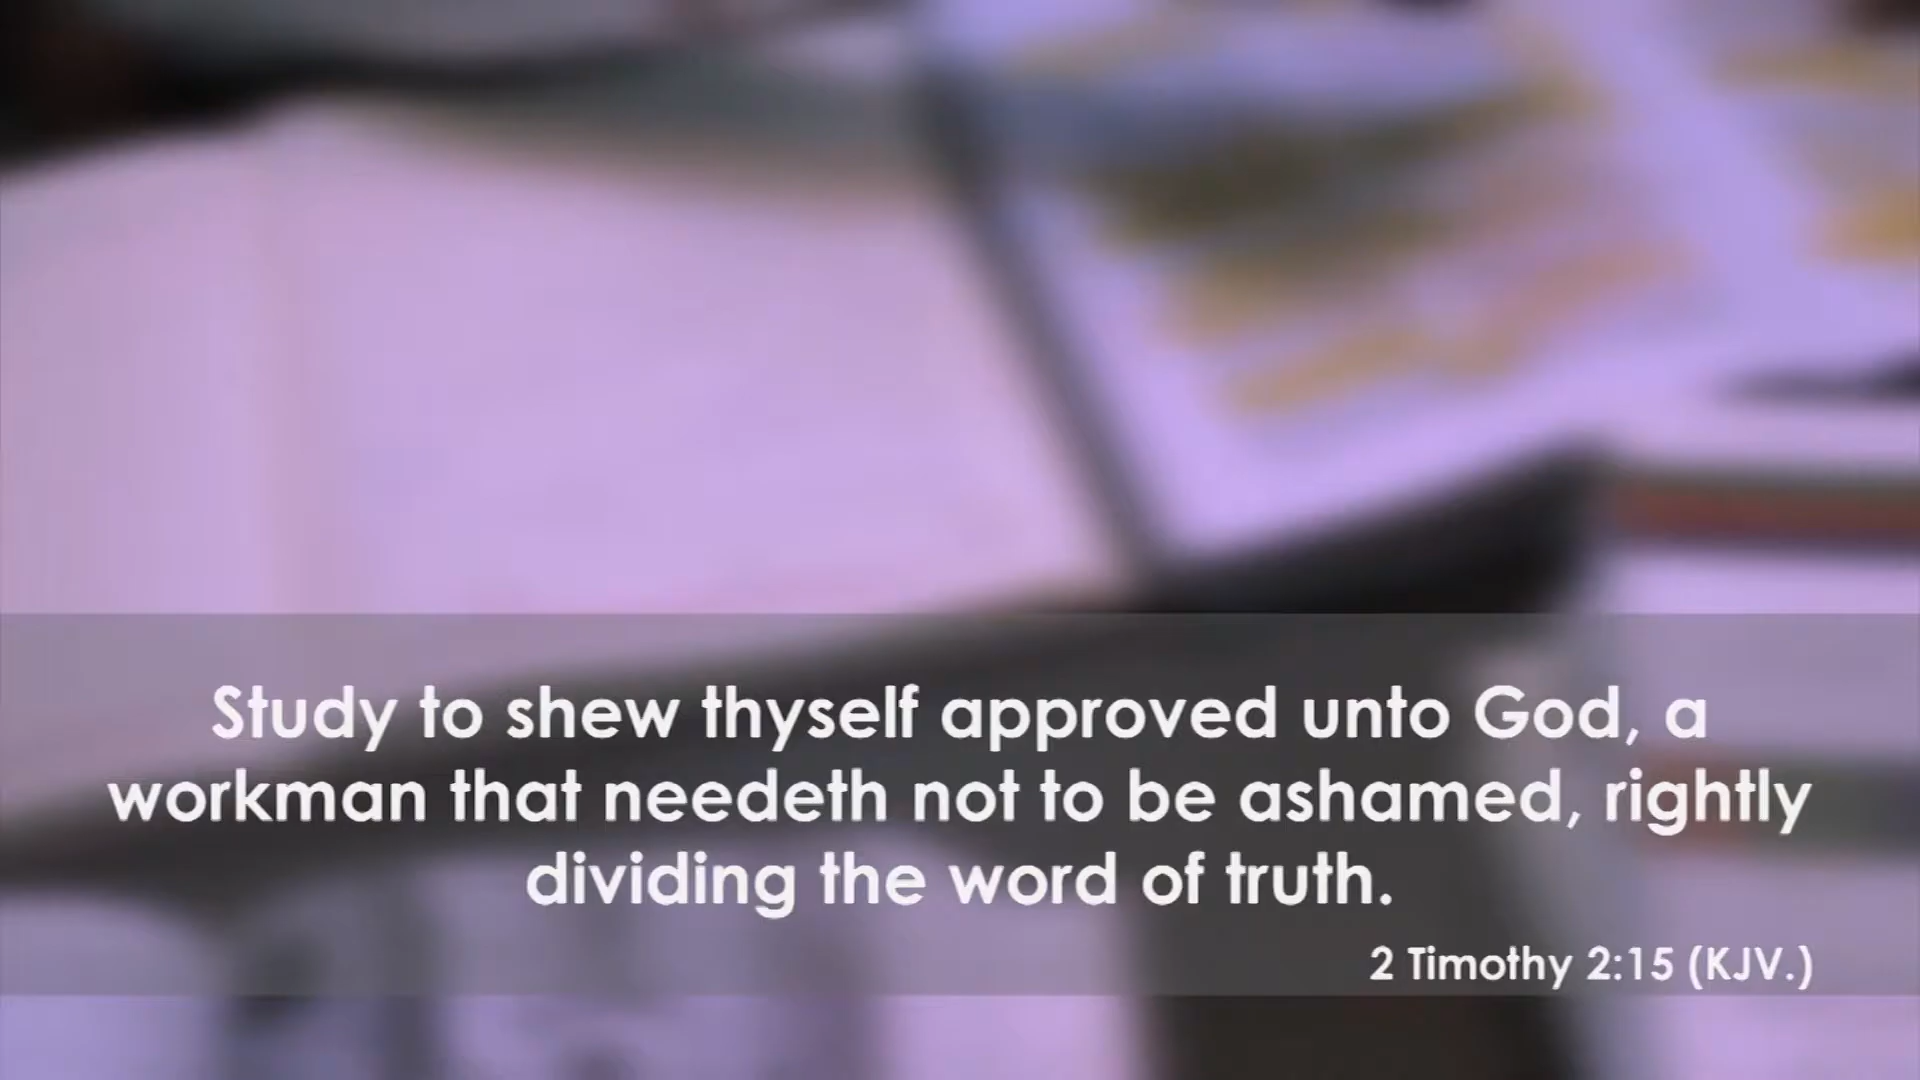 Study to shew thyself approved unto God, a
workman that needeth not to be ashamed, rightly
dividing the word of truth.
2 Timothy 2:15 (KJV.)